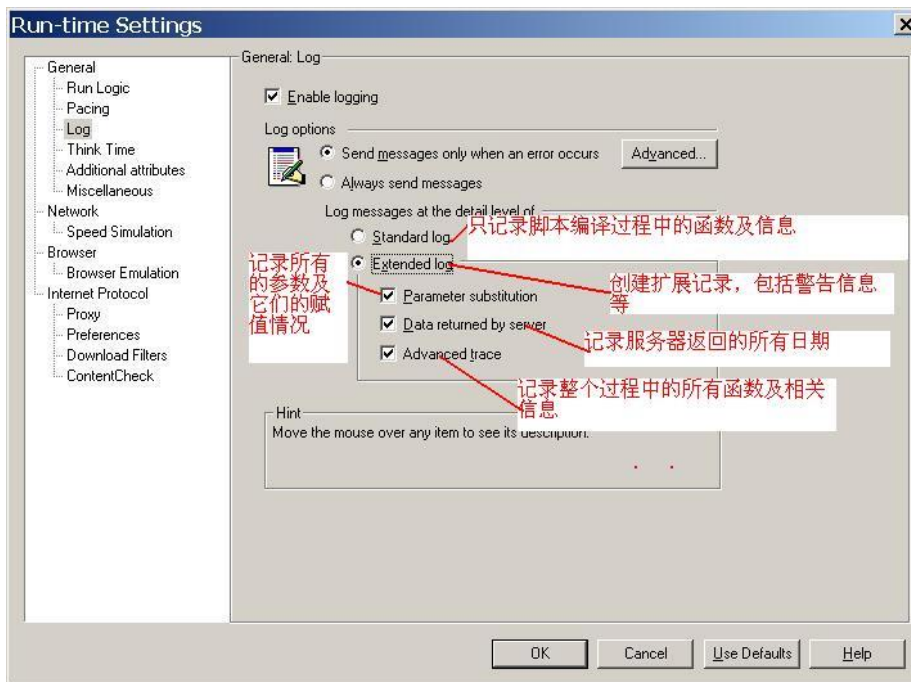 Run-time Settings
General
Run Logic
Pacing
Log
Think Time
Additional attributes
Miscellaneous
Network
Speed Simulation
Browser
Browser Emulation
Internet Protocol
Proxy
Preferences
Download Filters
ContentCheck
General: Log
Enable logging
Log options
Send messages only when an error occurs
Advanced...
Always send messages
Log messages at the detail level of
Standard log
只记录脚本编译过程中的函数及信息
Extended log
创建扩展记录，包括警告信息
等
记录所有
的参数及
它们的赋
值情况
Parameter substitution
Data returned by server
记录服务器返回的所有日期
Advanced trace
记录整个过程中的所有函数及相关
信息
Hint
Move the mouse over any item to see its description.
OK
Cancel
Use Defaults
Help